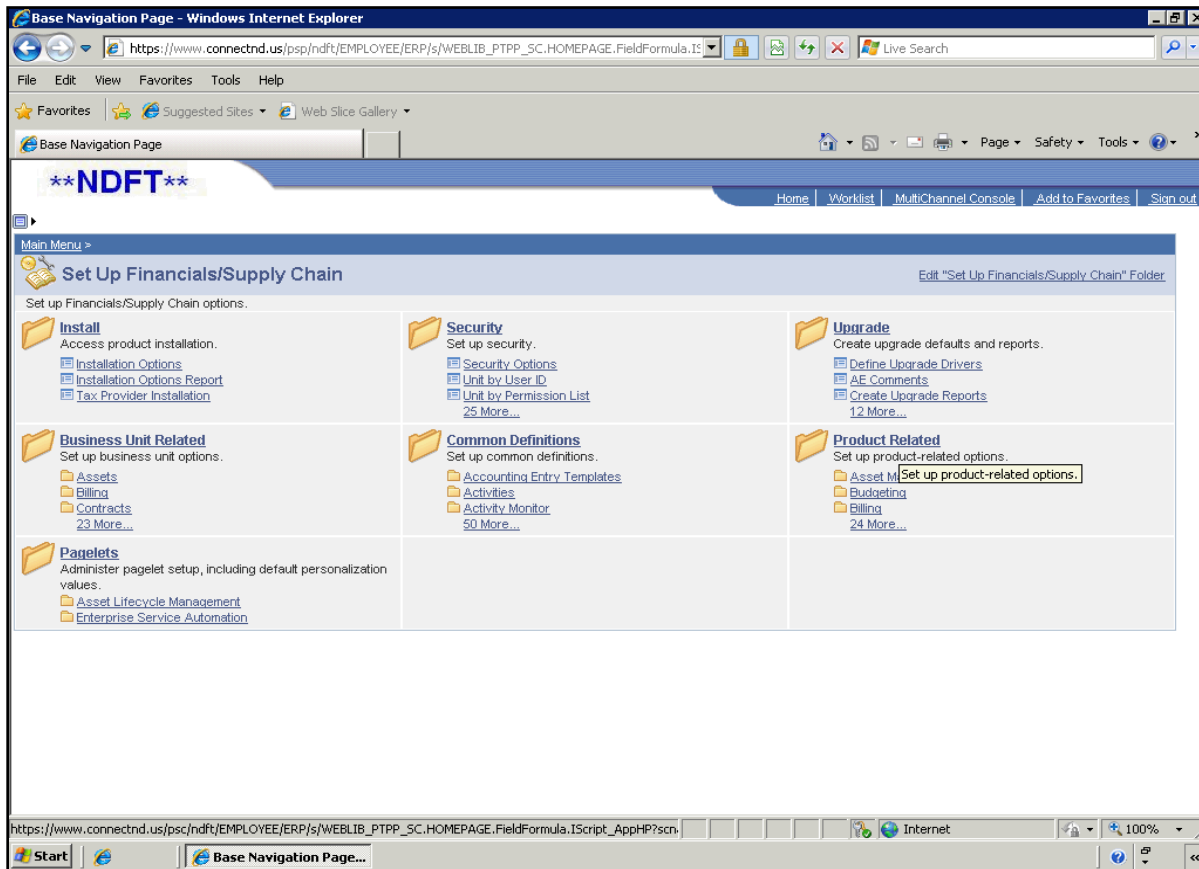 Base Navigation Page - Windows Internet Explorer
https://www.connectnd.us/psp/ndft/EMPLOYEE/ERP/s/WEBLIB_PTPP_SC.HOMEPAGE.FieldFormula.IS
Live Search
File Edit View Favorites Tools Help
Favorites Suggested Sites Web Slice Gallery
Base Navigation Page
Page Safety Tools
**NDFT**
Home Worklist MultiChannel Console Add to Favorites Sign out
Main Menu >
Set Up Financials/Supply Chain
Edit "Set Up Financials/Supply Chain" Folder
Set up Financials/Supply Chain options.
Install
Access product installation.
Installation Options
Installation Options Report
Tax Provider Installation
Security
Set up security.
Security Options
Unit by User ID
Unit by Permission List
25 More...
Upgrade
Create upgrade defaults and reports.
Define Upgrade Drivers
AE Comments
Create Upgrade Reports
12 More...
Business Unit Related
Set up business unit options.
Assets
Billing
Contracts
23 More...
Common Definitions
Set up common definitions.
Accounting Entry Templates
Activities
Activity Monitor
50 More...
Product Related
Set up product-related options.
Asset M
Set up product-related options.
Budgeting
Billing
24 More...
Pagelets
Administer pagelet setup, including default personalization
values.
Asset Lifecycle Management
Enterprise Service Automation
https://www.connectnd.us/psc/ndft/EMPLOYEE/ERP/s/WEBLIB_PTPP_SC.HOMEPAGE.FieldFormula.IScript_AppHP?scn
Internet
100%
Start
Base Navigation Page...